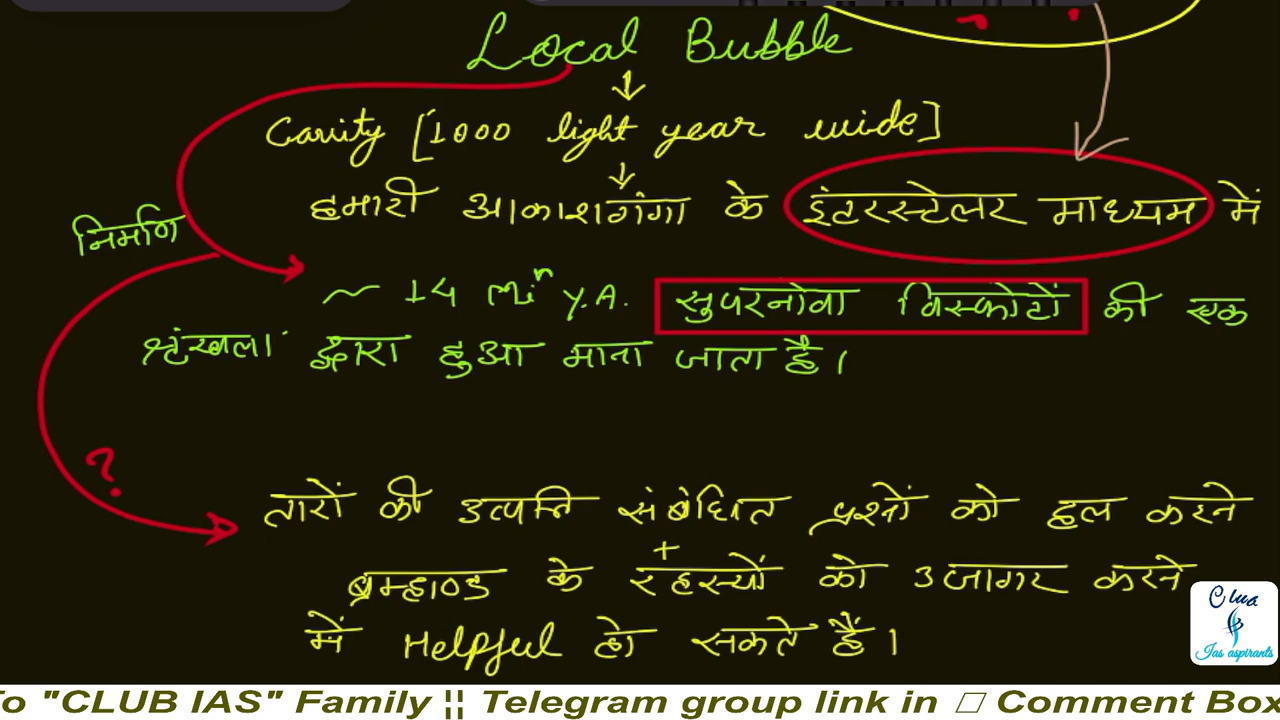 Local Bubble
Cavity [1000 light year wide]
हमारी आकाशगंगा के इंटरस्टेलर माध्यम में
निर्माण
~ 14 Miⁿ Y.A. सुपरनोवा विस्फोटों की एक
श्रृंखला द्वारा हुआ माना जाता है।
?
तारों की उत्पत्ति संबंधित प्रश्नों को हल करने
+
ब्रम्हाण्ड के रहस्यों को उजागर करने
में Helpful हो सकते हैं।
Club
Ias aspirants
To "CLUB IAS" Family ¦¦ Telegram group link in □ Comment Box